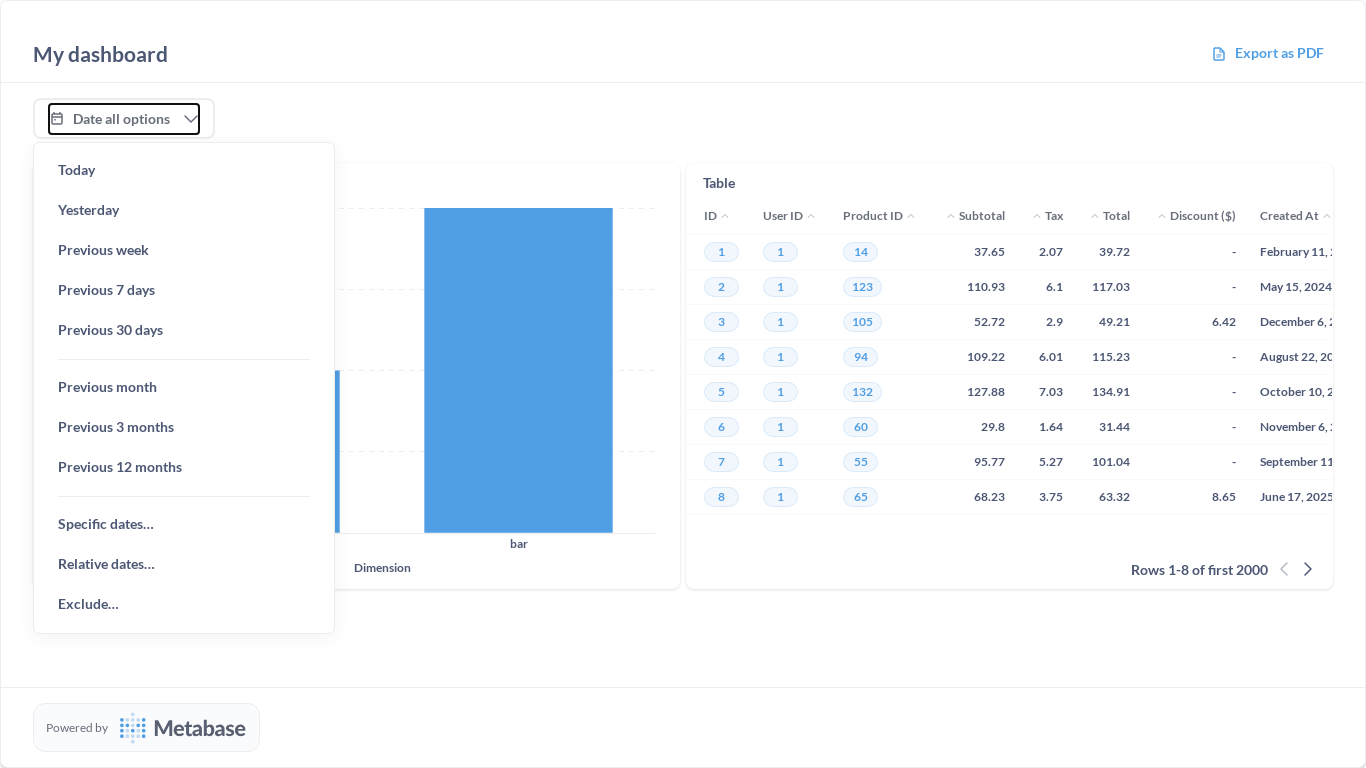 My dashboard
Export as PDF
Date all options
Today
Yesterday
Previous week
Previous 7 days
Previous 30 days
Previous month
Previous 3 months
Previous 12 months
Specific dates...
Relative dates...
Exclude...
bar
Dimension
Table
ID User ID Product ID Subtotal Tax Total Discount ($) Created At
1 1 14 37.65 2.07 39.72 - February 11,
2 1 123 110.93 6.1 117.03 - May 15, 2024
3 1 105 52.72 2.9 49.21 6.42 December 6,
4 1 94 109.22 6.01 115.23 - August 22, 20
5 1 132 127.88 7.03 134.91 - October 10, 2
6 1 60 29.8 1.64 31.44 - November 6,
7 1 55 95.77 5.27 101.04 - September 11
8 1 65 68.23 3.75 63.32 8.65 June 17, 2025
Rows 1-8 of first 2000
Powered by Metabase